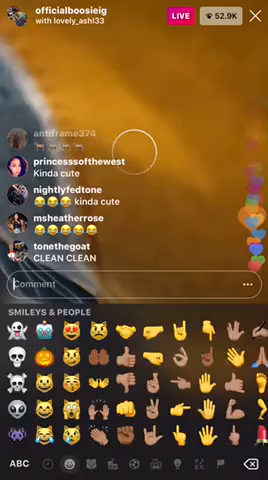 officialboosieig
with lovely_ashl33
LIVE
52.9K
antiframe374
princesssofthewest
Kinda cute
nightlyfedtone
😂😂😂 kinda cute
msheatherrose
😂😂😂😂😂
tonethegoat
CLEAN CLEAN
Comment
SMILEYS & PEOPLE
ABC